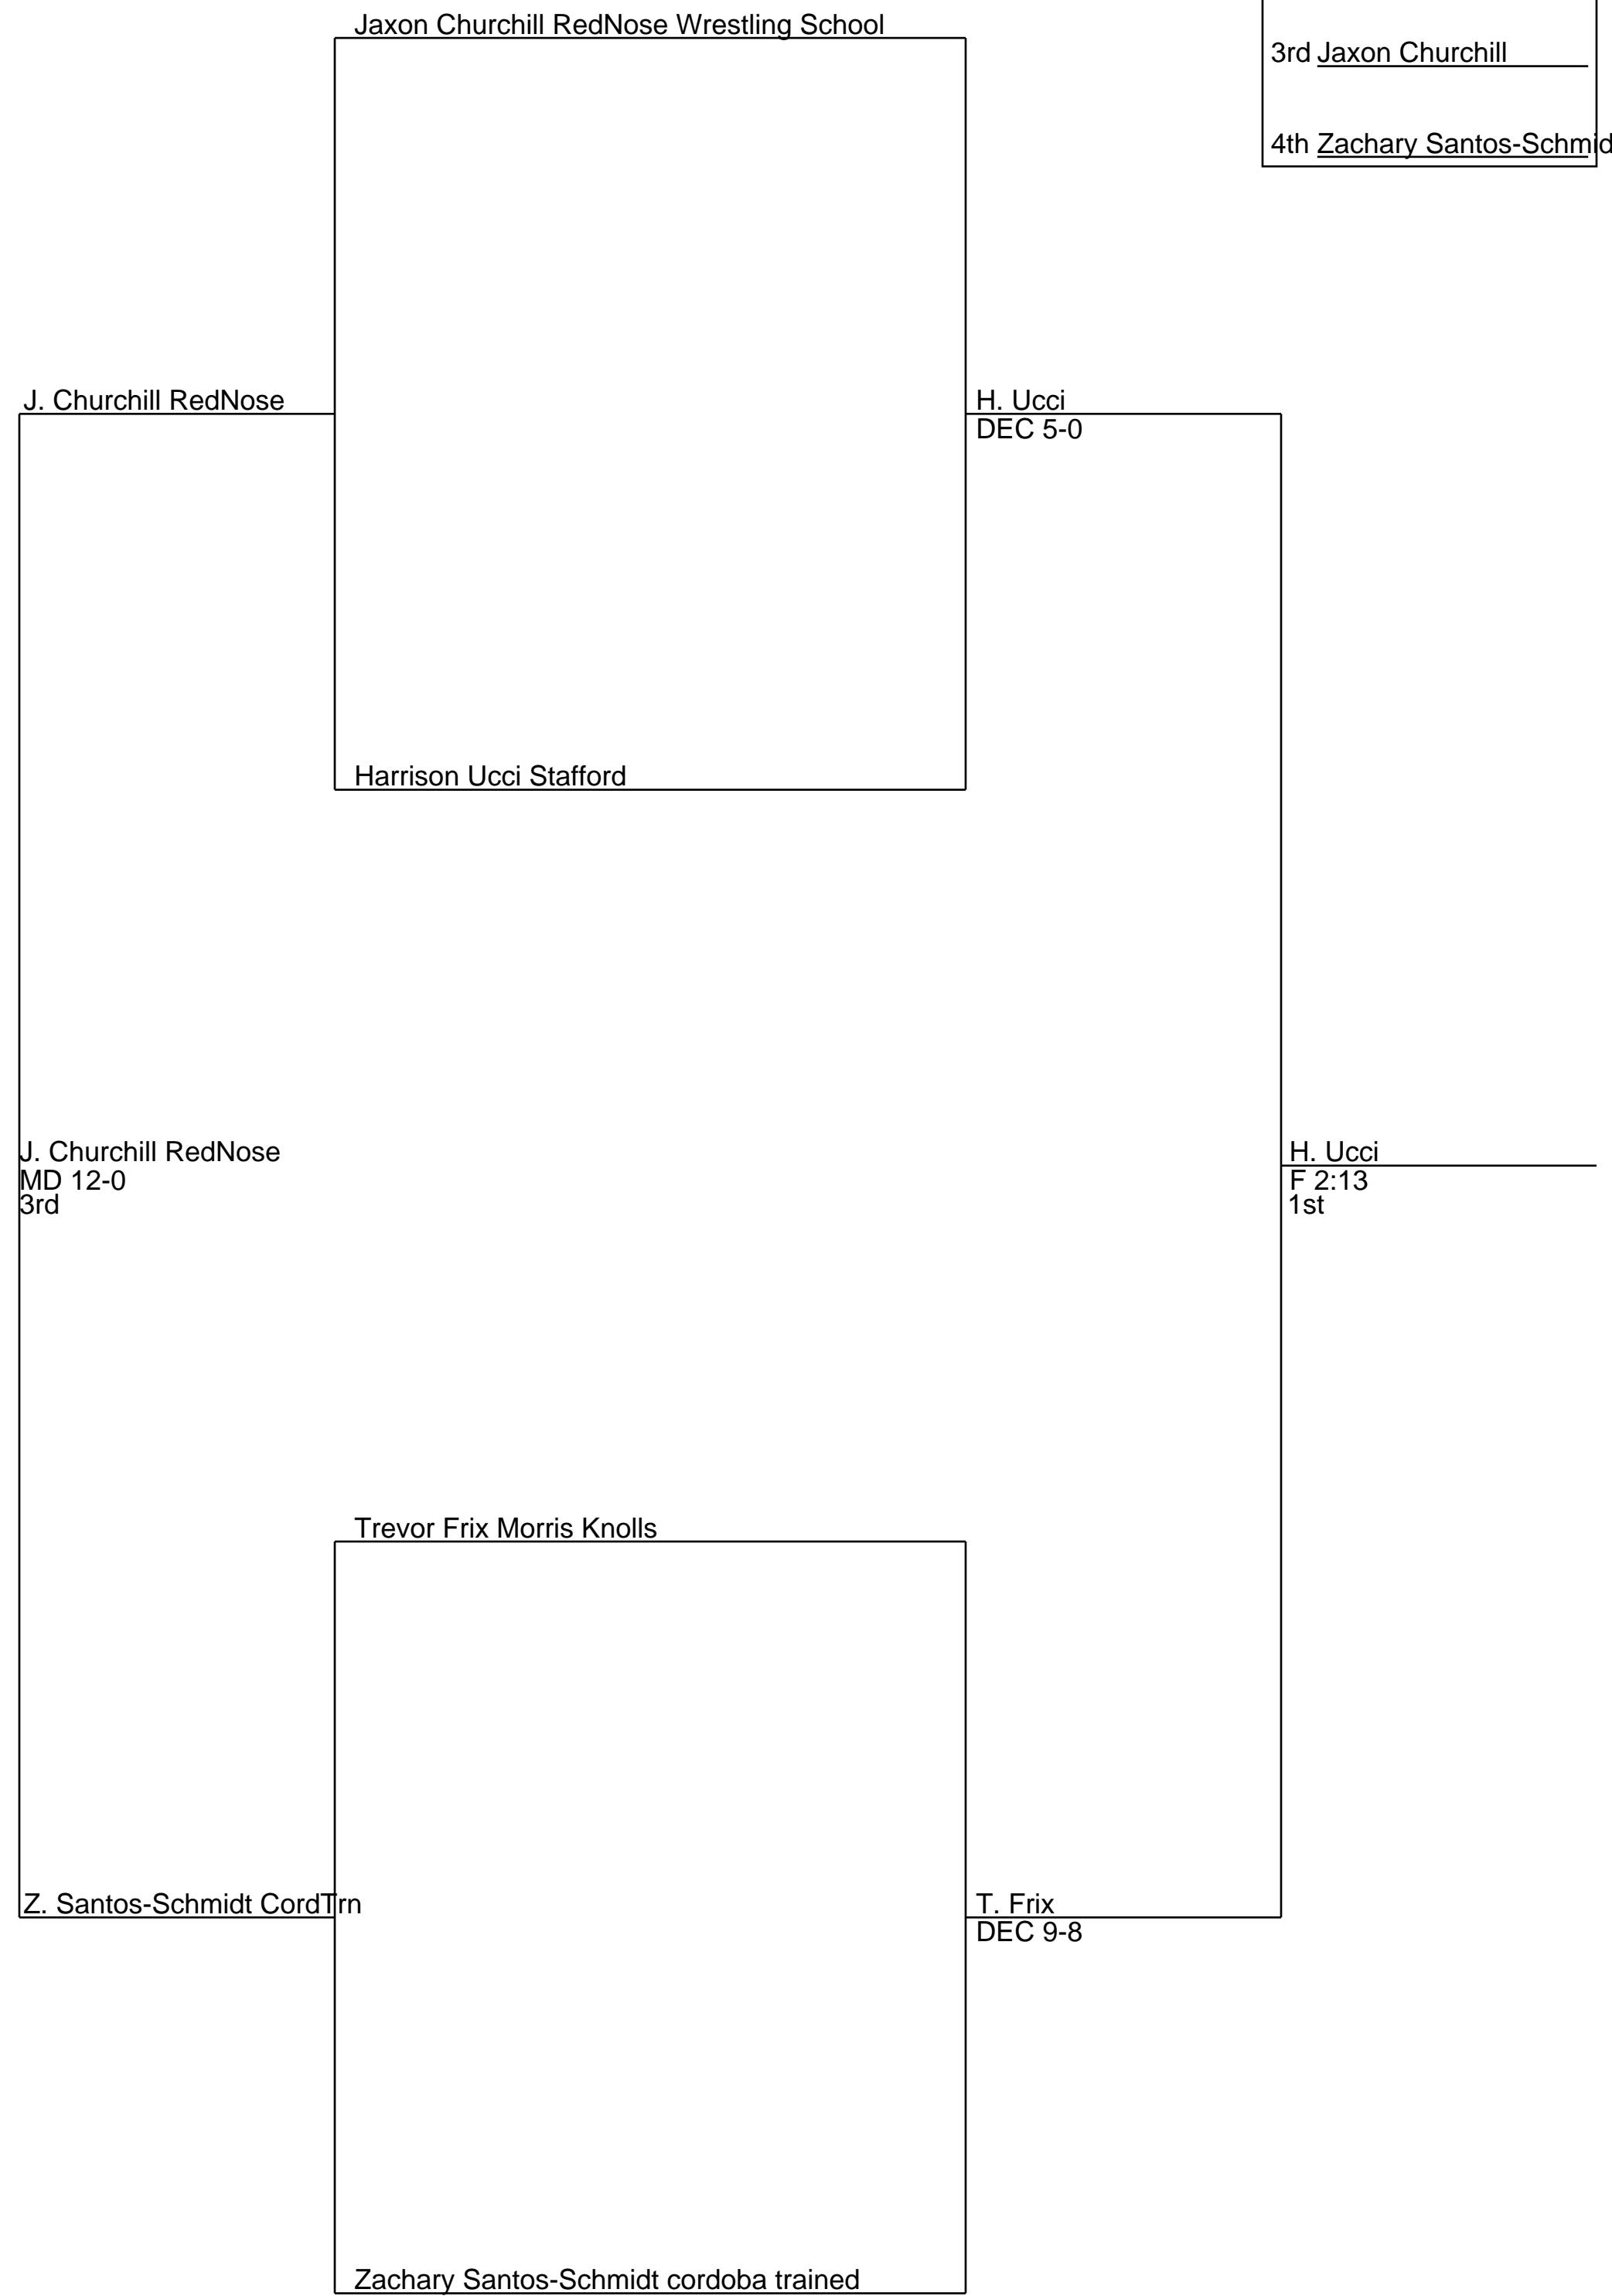 Jaxon Churchill RedNose Wrestling School
3rd Jaxon Churchill
4th Zachary Santos-Schmid
J. Churchill RedNose
H. Ucci
DEC 5-0
Harrison Ucci Stafford
J. Churchill RedNose
MD 12-0
3rd
H. Ucci
F 2:13
1st
Trevor Frix Morris Knolls
Z. Santos-Schmidt CordTrn
T. Frix
DEC 9-8
Zachary Santos-Schmidt cordoba trained